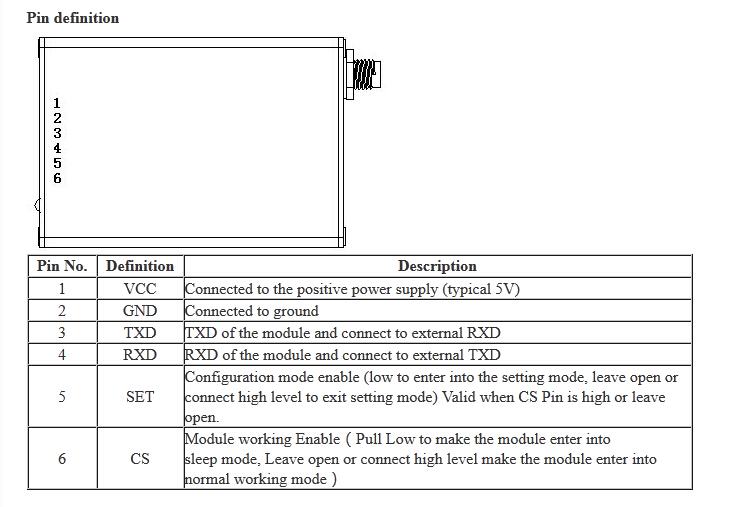 Pin definition
1
2
3
4
5
6
Pin No. Definition Description
1 VCC Connected to the positive power supply (typical 5V)
2 GND Connected to ground
3 TXD TXD of the module and connect to external RXD
4 RXD RXD of the module and connect to external TXD
5 SET Configuration mode enable (low to enter into the setting mode, leave open or
connect high level to exit setting mode) Valid when CS Pin is high or leave
open.
6 CS Module working Enable ( Pull Low to make the module enter into
sleep mode, Leave open or connect high level make the module enter into
normal working mode )